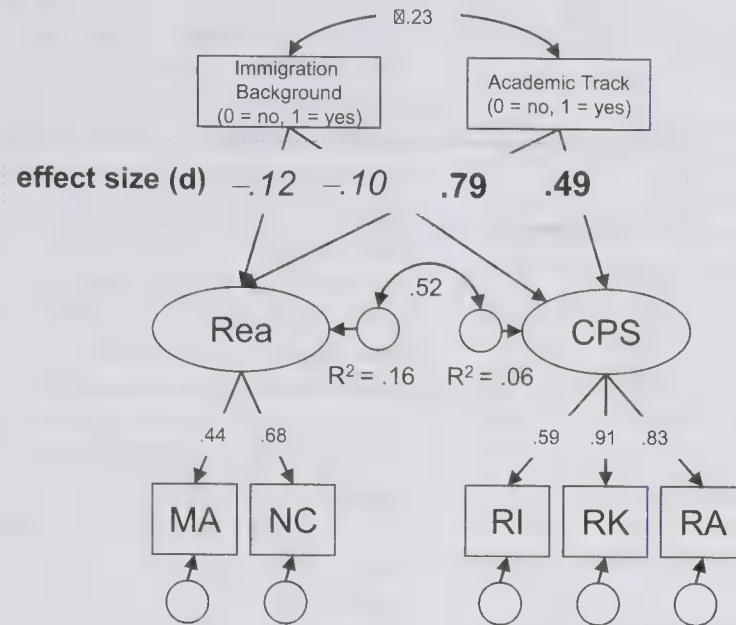 ⊠.23
Immigration
Background
(0 = no, 1 = yes)
Academic Track
(0 = no, 1 = yes)
effect size (d) –.12 –.10 .79 .49
.52
Rea
CPS
R² = .16 R² = .06
.44 .68
.59 .91 .83
MA NC
RI RK RA